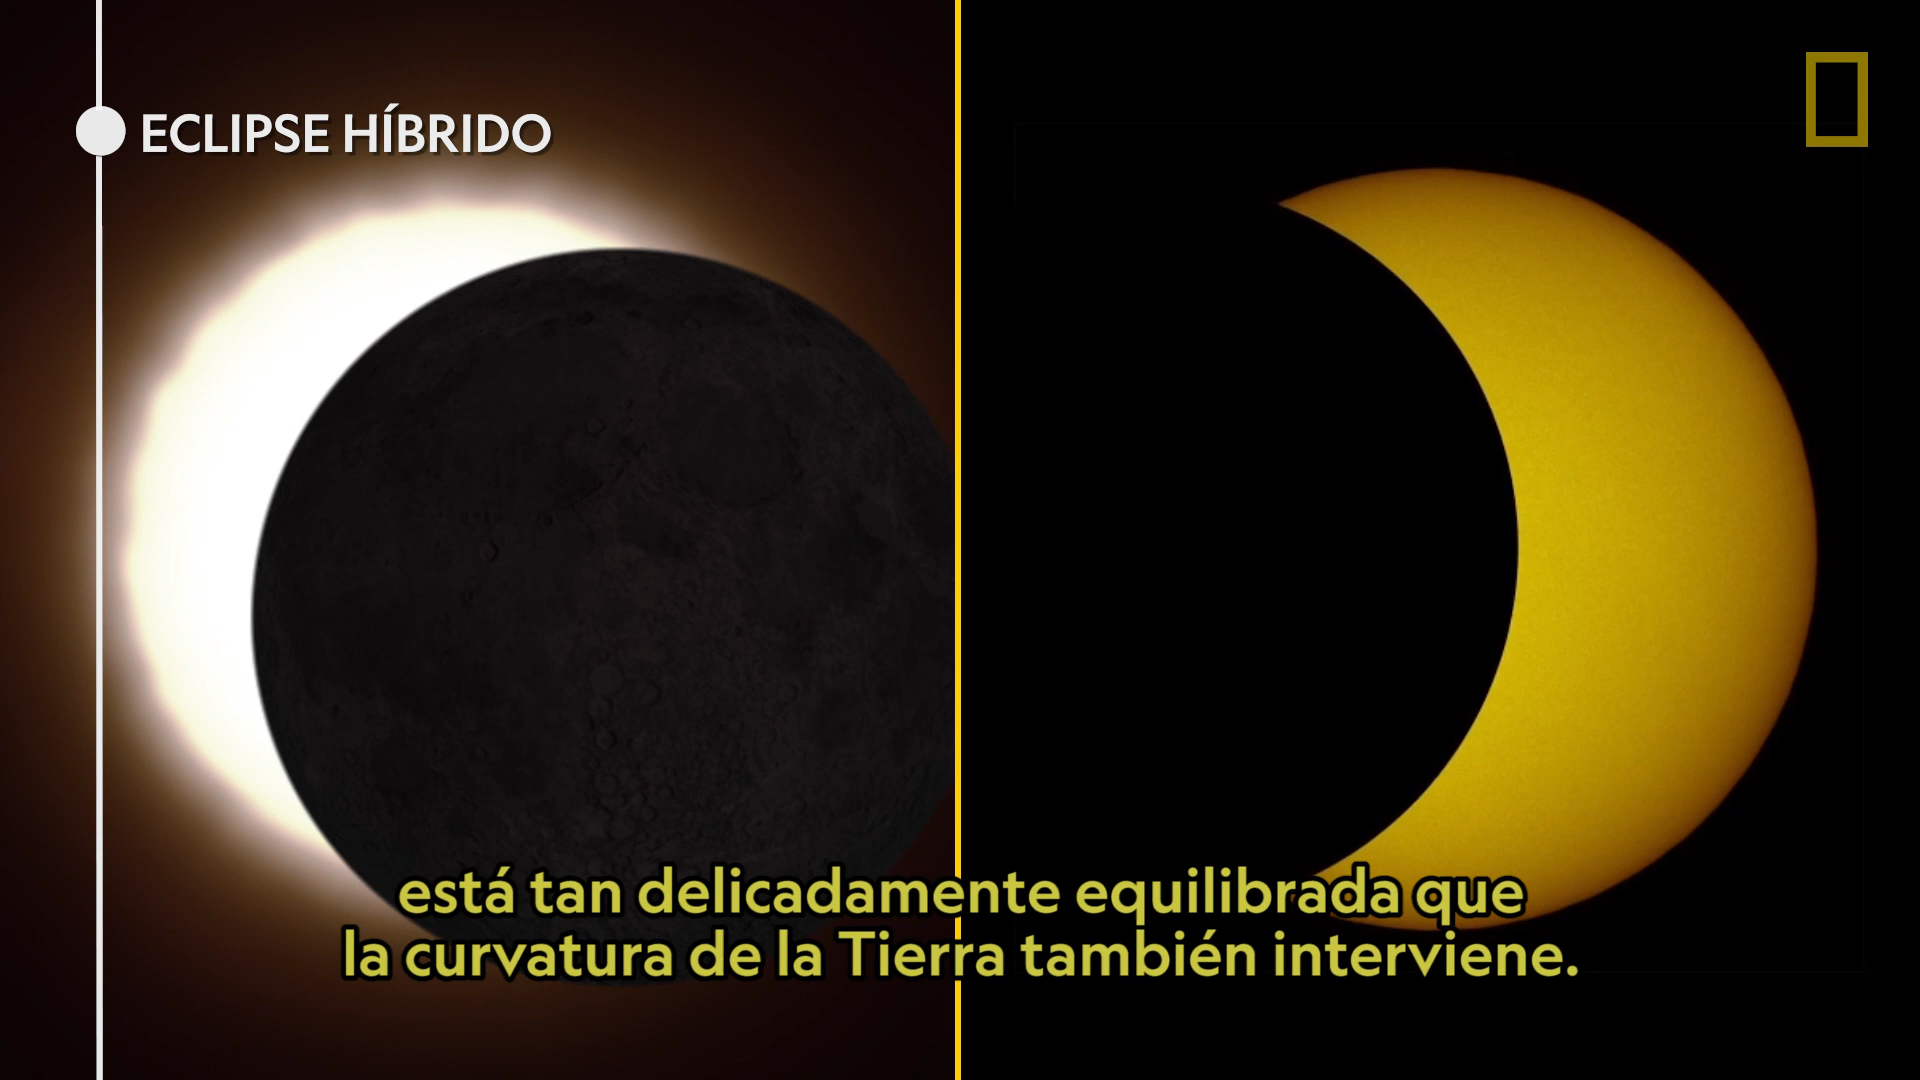 ECLIPSE HÍBRIDO
está tan delicadamente equilibrada que
la curvatura de la Tierra también interviene.